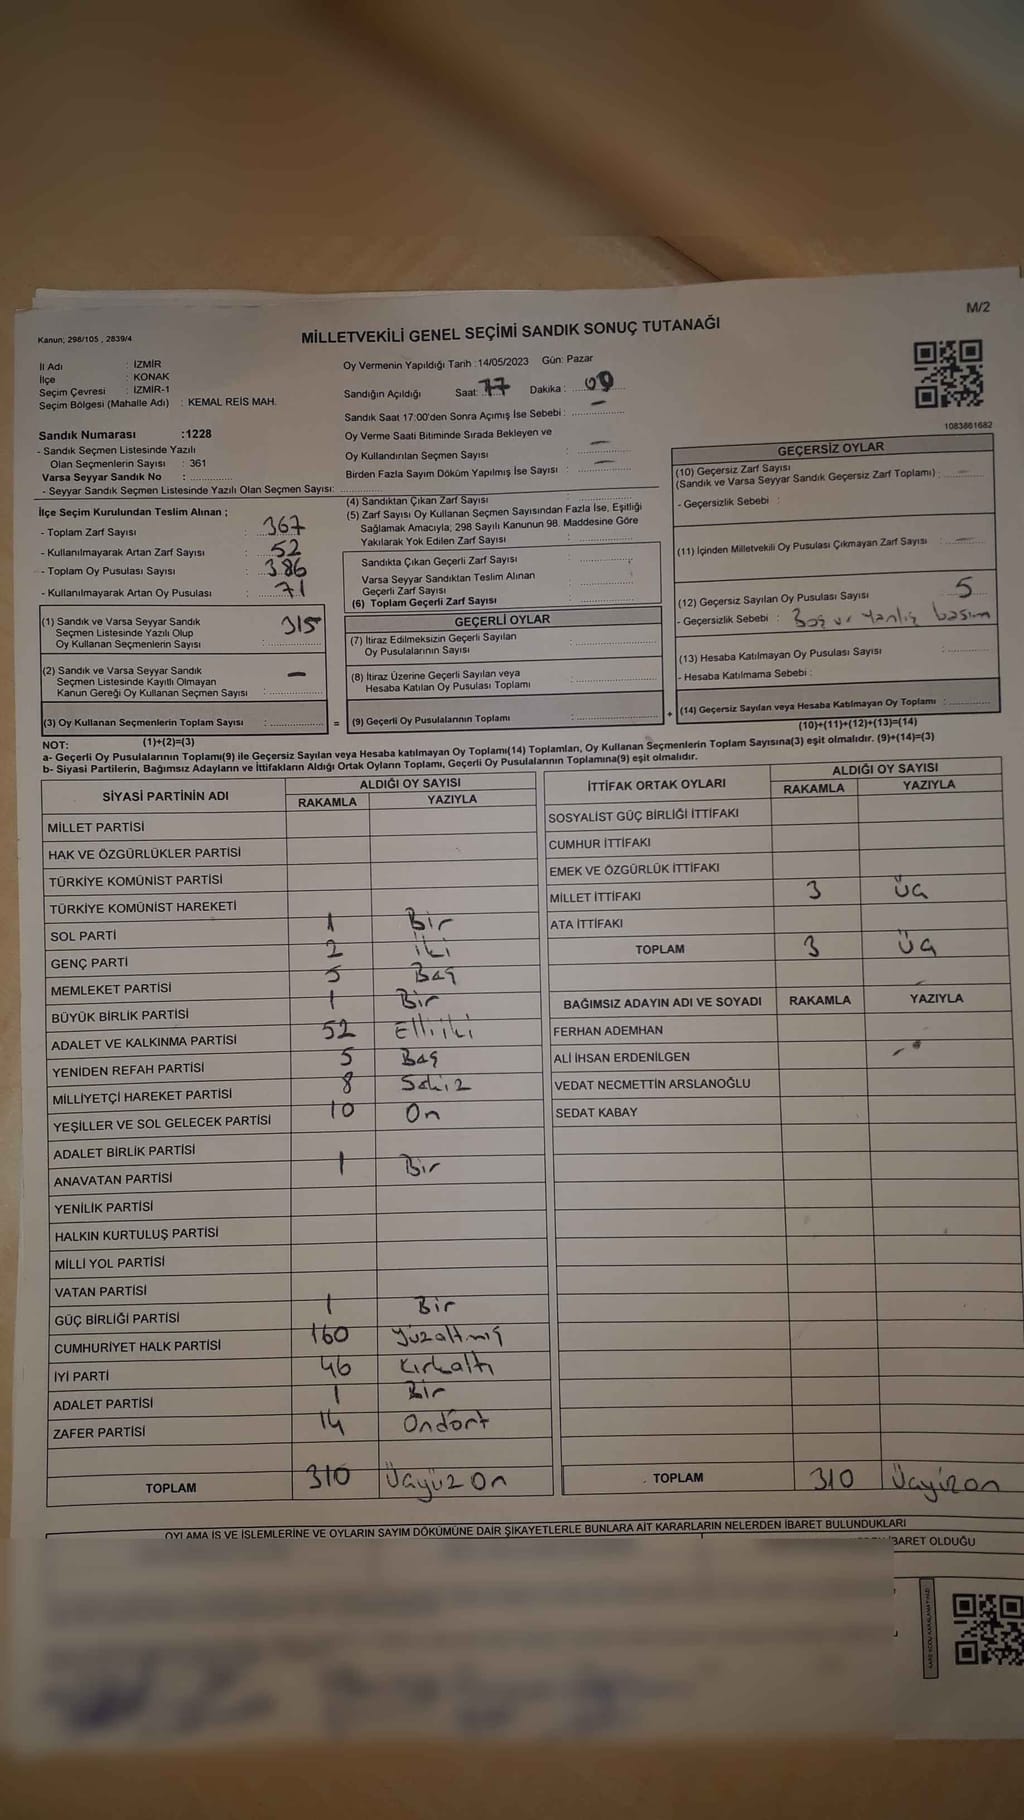 M/2
Kanun; 298/105 , 2839/4
MİLLETVEKİLİ GENEL SEÇİMİ SANDIK SONUÇ TUTANAĞI
İl Adı : İZMİR
İlçe : KONAK
Seçim Çevresi : İZMİR-1
Seçim Bölgesi (Mahalle Adı) : KEMAL REİS MAH.
Oy Vermenin Yapıldığı Tarih :14/05/2023 Gün: Pazar
Sandığın Açıldığı Saat: 17 Dakika : 00
Sandık Saat 17:00'den Sonra Açımış İse Sebebi : –
Oy Verme Saati Bitiminde Sırada Bekleyen ve
Oy Kullandırılan Seçmen Sayısı : –
Birden Fazla Sayım Döküm Yapılmış İse Sayısı : –
1083861682
Sandık Numarası :1228
- Sandık Seçmen Listesinde Yazılı
Olan Seçmenlerin Sayısı : 361
Varsa Seyyar Sandık No :
- Seyyar Sandık Seçmen Listesinde Yazılı Olan Seçmen Sayısı:
İlçe Seçim Kurulundan Teslim Alınan ;
- Toplam Zarf Sayısı : 367
- Kullanılmayarak Artan Zarf Sayısı : 52
- Toplam Oy Pusulası Sayısı : 386
- Kullanılmayarak Artan Oy Pusulası : 71
(1) Sandık ve Varsa Seyyar Sandık
Seçmen Listesinde Yazılı Olup
Oy Kullanan Seçmenlerin Sayısı : 315
(2) Sandık ve Varsa Seyyar Sandık
Seçmen Listesinde Kayıtlı Olmayan
Kanun Gereği Oy Kullanan Seçmen Sayısı : –
(3) Oy Kullanan Seçmenlerin Toplam Sayısı :
(1)+(2)=(3)
(4) Sandıktan Çıkan Zarf Sayısı :
(5) Zarf Sayısı Oy Kullanan Seçmen Sayısından Fazla İse, Eşitliği
Sağlamak Amacıyla; 298 Sayılı Kanunun 98. Maddesine Göre
Yakılarak Yok Edilen Zarf Sayısı :
Sandıkta Çıkan Geçerli Zarf Sayısı :
Varsa Seyyar Sandıktan Teslim Alınan
Geçerli Zarf Sayısı :
(6) Toplam Geçerli Zarf Sayısı :
GEÇERLİ OYLAR
(7) İtiraz Edilmeksizin Geçerli Sayılan
Oy Pusulalarının Sayısı :
(8) İtiraz Üzerine Geçerli Sayılan veya
Hesaba Katılan Oy Pusulası Toplamı :
= (9) Geçerli Oy Pusulalarının Toplamı :
GEÇERSİZ OYLAR
(10) Geçersiz Zarf Sayısı
(Sandık ve Varsa Seyyar Sandık Geçersiz Zarf Toplamı) : –
- Geçersizlik Sebebi :
(11) İçinden Milletvekili Oy Pusulası Çıkmayan Zarf Sayısı : –
(12) Geçersiz Sayılan Oy Pusulası Sayısı : 5
- Geçersizlik Sebebi : Boş ve Yanlış basım
(13) Hesaba Katılmayan Oy Pusulası Sayısı :
- Hesaba Katılmama Sebebi :
+ (14) Geçersiz Sayılan veya Hesaba Katılmayan Oy Toplamı :
(10)+(11)+(12)+(13)=(14)
NOT:
a- Geçerli Oy Pusulalarının Toplamı(9) ile Geçersiz Sayılan veya Hesaba katılmayan Oy Toplamı(14) Toplamları, Oy Kullanan Seçmenlerin Toplam Sayısına(3) eşit olmalıdır. (9)+(14)=(3)
b- Siyasi Partilerin, Bağımsız Adayların ve İttifakların Aldığı Ortak Oyların Toplamı, Geçerli Oy Pusulalarının Toplamına(9) eşit olmalıdır.
SİYASİ PARTİNİN ADI ALDIĞI OY SAYISI
RAKAMLA YAZIYLA
MİLLET PARTİSİ
HAK VE ÖZGÜRLÜKLER PARTİSİ
TÜRKİYE KOMÜNİST PARTİSİ
TÜRKİYE KOMÜNİST HAREKETİ
SOL PARTİ 1 Bir
GENÇ PARTİ 2 iki
MEMLEKET PARTİSİ 5 Beş
BÜYÜK BİRLİK PARTİSİ 1 Bir
ADALET VE KALKINMA PARTİSİ 52 Elliiki
YENİDEN REFAH PARTİSİ 5 Beş
MİLLİYETÇİ HAREKET PARTİSİ 8 Sekiz
YEŞİLLER VE SOL GELECEK PARTİSİ 10 On
ADALET BİRLİK PARTİSİ
ANAVATAN PARTİSİ 1 Bir
YENİLİK PARTİSİ
HALKIN KURTULUŞ PARTİSİ
MİLLİ YOL PARTİSİ
VATAN PARTİSİ
GÜÇ BİRLİĞİ PARTİSİ 1 Bir
CUMHURİYET HALK PARTİSİ 160 Yüzaltmış
İYİ PARTİ 46 Kırkaltı
ADALET PARTİSİ 1 Bir
ZAFER PARTİSİ 14 Ondört
TOPLAM 310 Üçyüz On
İTTİFAK ORTAK OYLARI ALDIĞI OY SAYISI
RAKAMLA YAZIYLA
SOSYALİST GÜÇ BİRLİĞİ İTTİFAKI
CUMHUR İTTİFAKI
EMEK VE ÖZGÜRLÜK İTTİFAKI
MİLLET İTTİFAKI 3 Üç
ATA İTTİFAKI
TOPLAM 3 Üç
BAĞIMSIZ ADAYIN ADI VE SOYADI RAKAMLA YAZIYLA
FERHAN ADEMHAN
ALİ İHSAN ERDENİLGEN
VEDAT NECMETTİN ARSLANOĞLU
SEDAT KABAY
TOPLAM 310 Üçyüzon
OYLAMA İŞ VE İŞLEMLERİNE VE OYLARIN SAYIM DÖKÜMÜNE DAİR ŞİKAYETLERLE BUNLARA AİT KARARLARIN NELERDEN İBARET BULUNDUKLARI
İBARET OLDUĞU